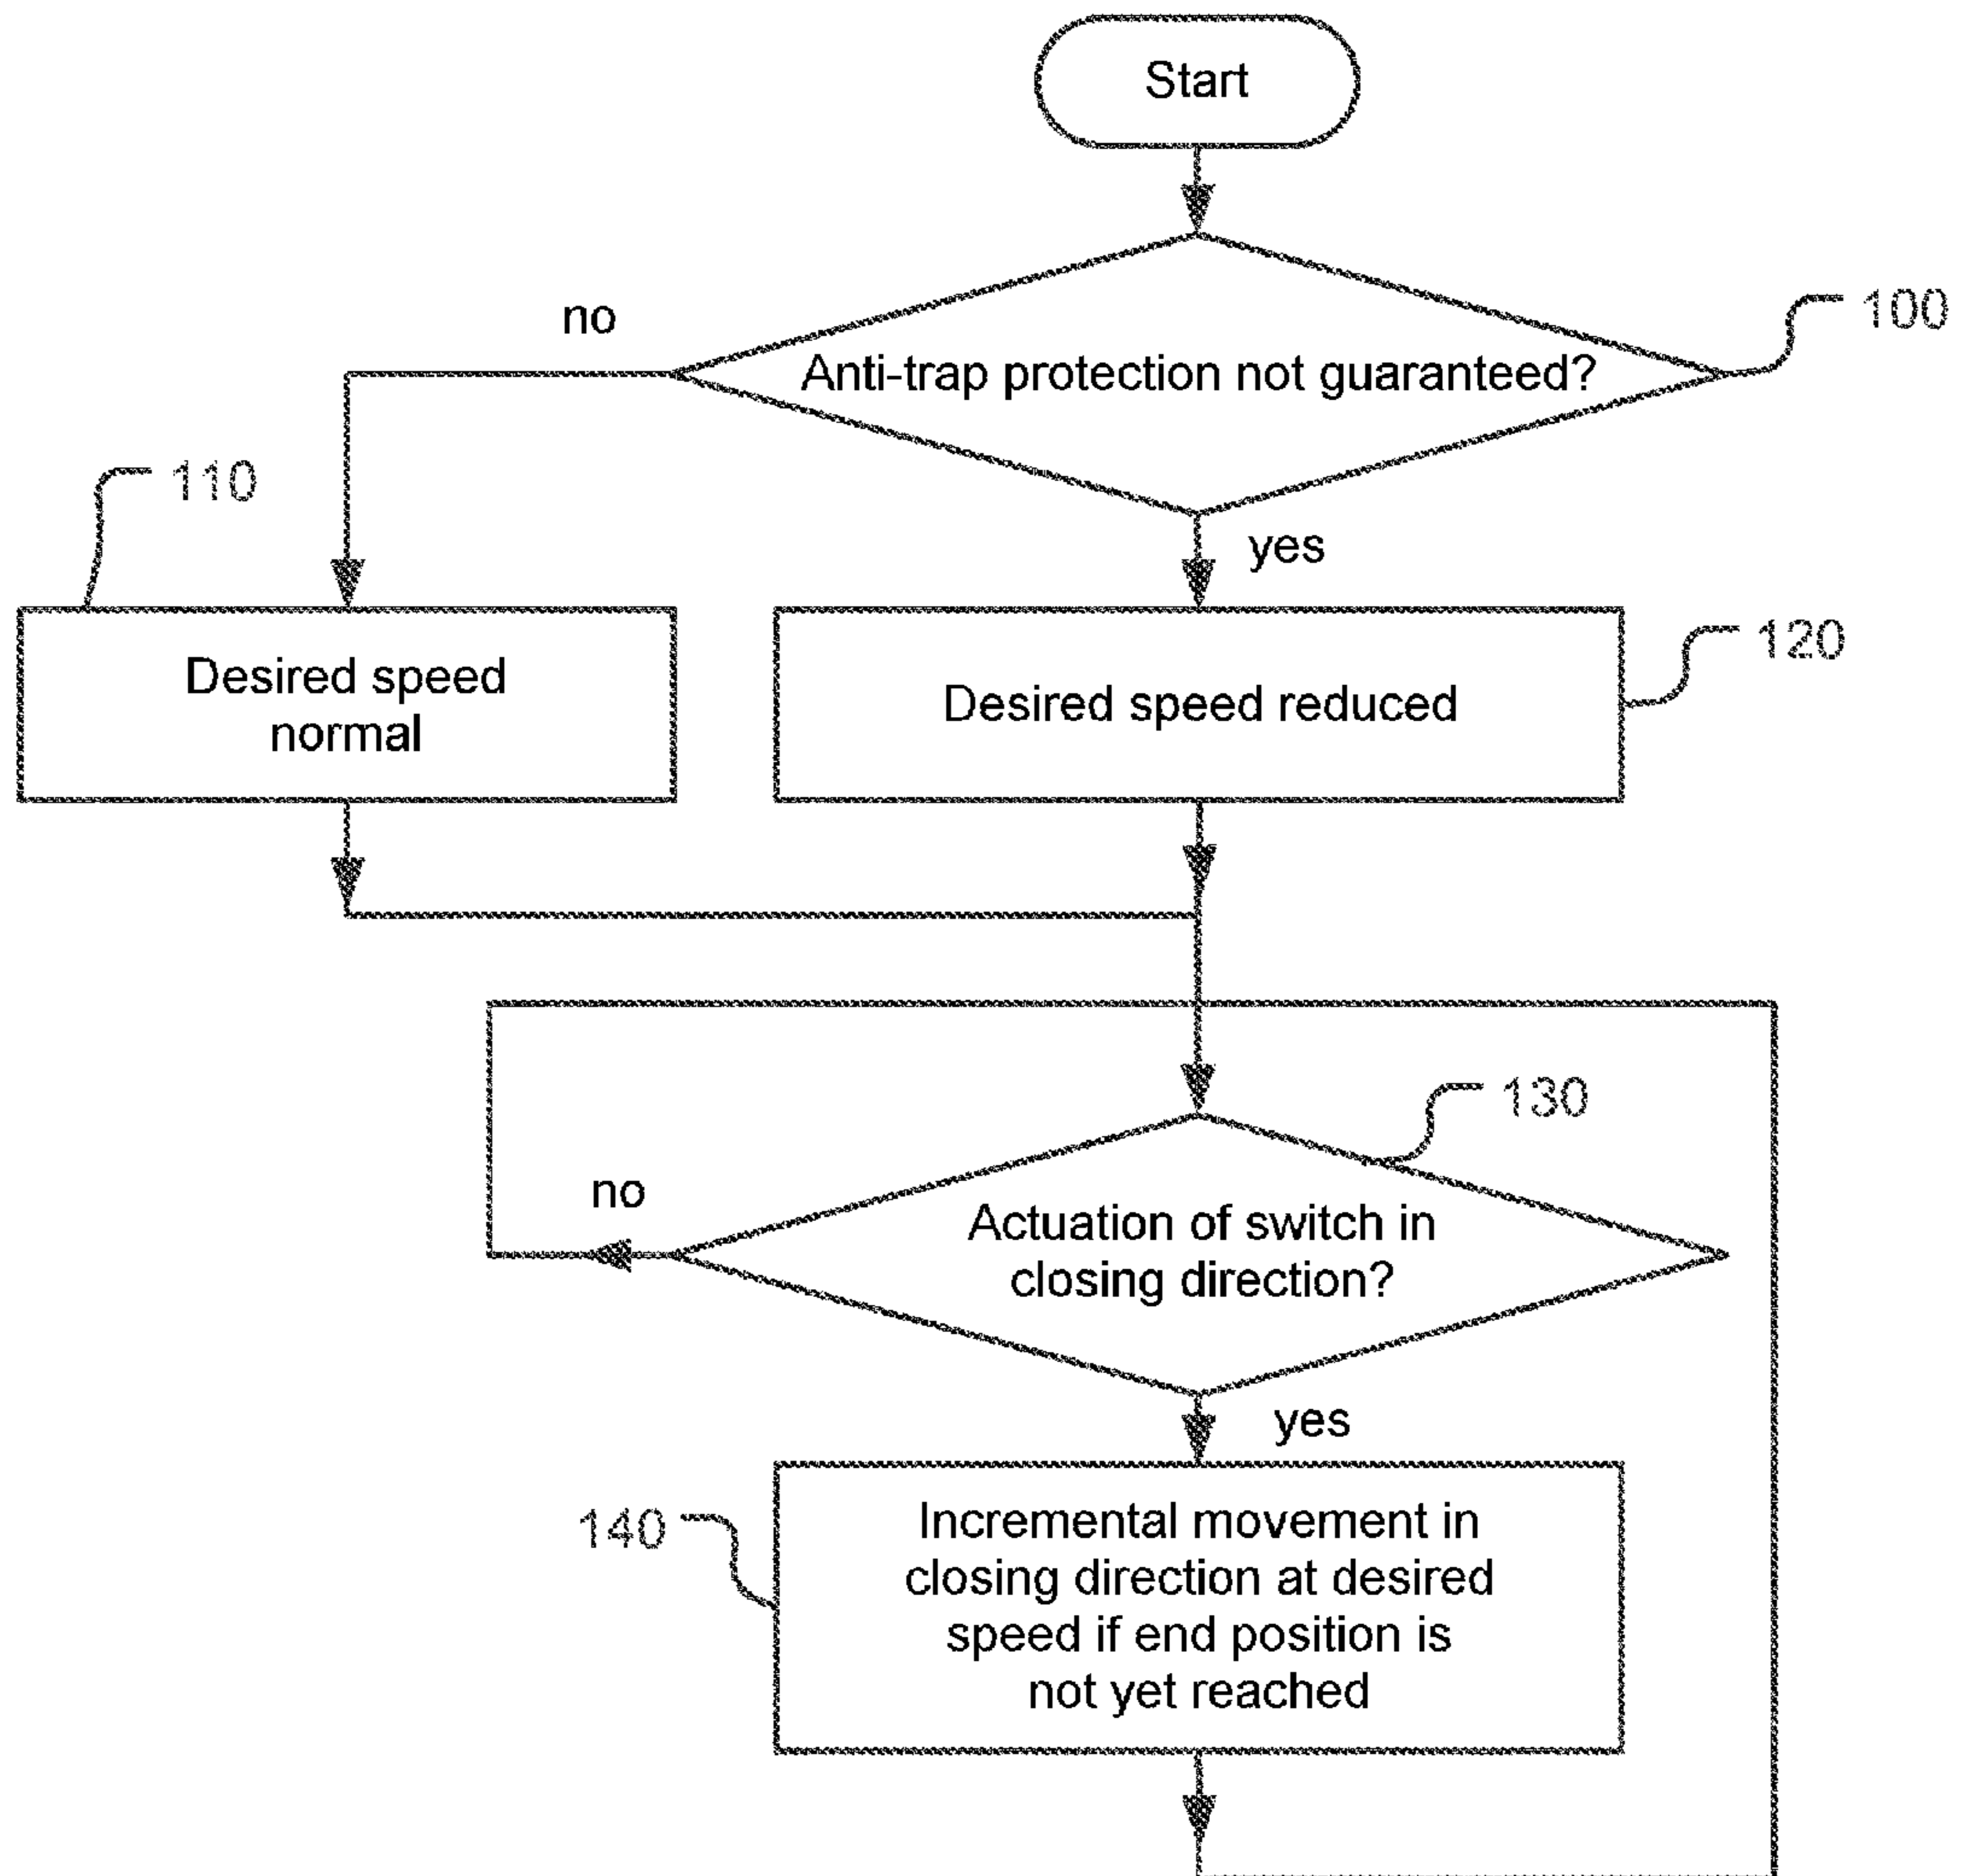 Start
no
Anti-trap protection not guaranteed?
100
110
yes
Desired speed
normal
Desired speed reduced
120
130
no
Actuation of switch in
closing direction?
yes
140
Incremental movement in
closing direction at desired
speed if end position is
not yet reached